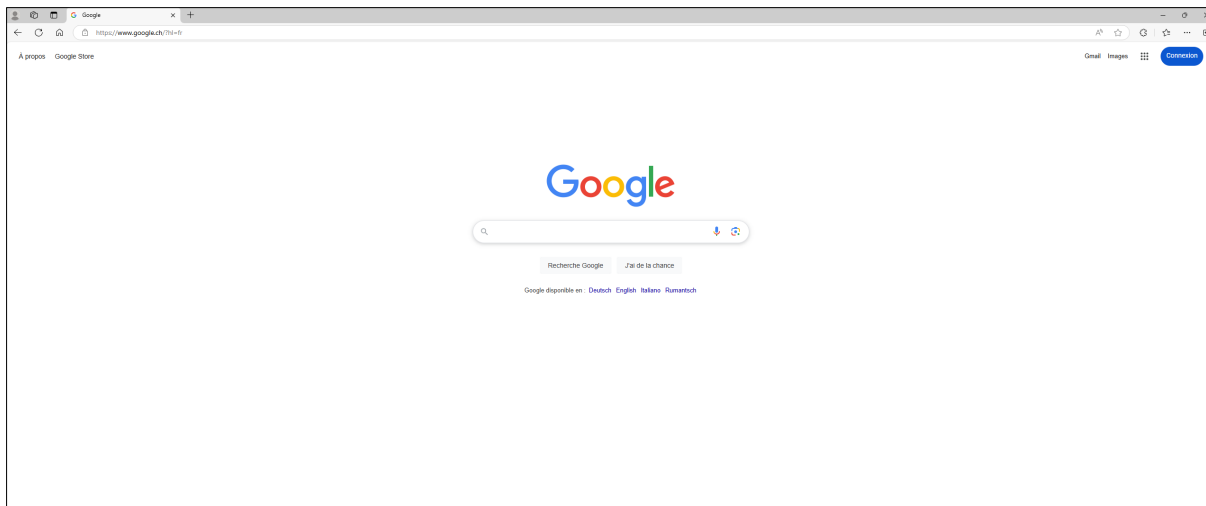 Google
https://www.google.ch/?hl=fr
À propos Google Store
Gmail Images Connexion
Google
Recherche Google J'ai de la chance
Google disponible en : Deutsch English Italiano Rumantsch